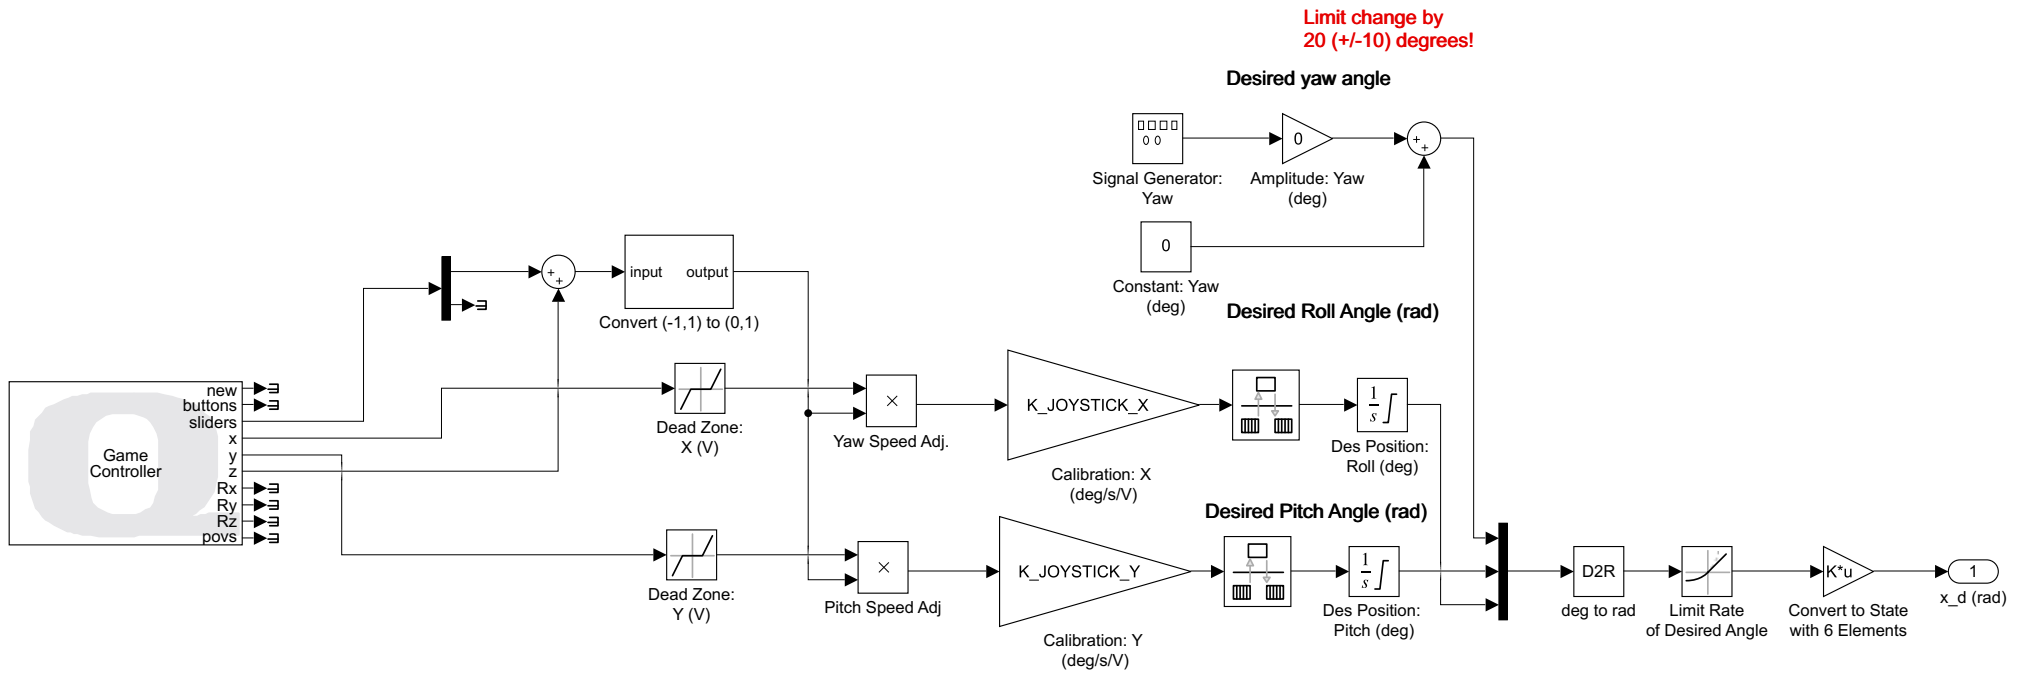 Limit change by
20 (+/-10) degrees!
Desired yaw angle
0
Signal Generator:
Yaw
Amplitude: Yaw
(deg)
+
+
0
Constant: Yaw
(deg)
+
+
input output
Convert (-1,1) to (0,1)
Desired Roll Angle (rad)
Game
Controller
new
buttons
sliders
x
y
z
Rx
Ry
Rz
povs
Dead Zone:
X (V)
×
Yaw Speed Adj.
K_JOYSTICK_X
Calibration: X
(deg/s/V)
1
s
Des Position:
Roll (deg)
Desired Pitch Angle (rad)
Dead Zone:
Y (V)
×
Pitch Speed Adj
K_JOYSTICK_Y
Calibration: Y
(deg/s/V)
1
s
Des Position:
Pitch (deg)
D2R
deg to rad
Limit Rate
of Desired Angle
K*u
Convert to State
with 6 Elements
1
x_d (rad)